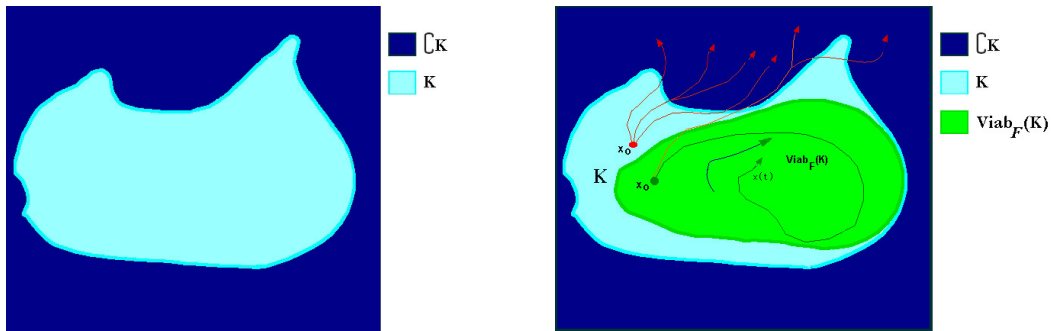 ∁K
K
∁K
K
Viab_F(K)
x₀
K
x₀
Viab_F(K)
x(t)